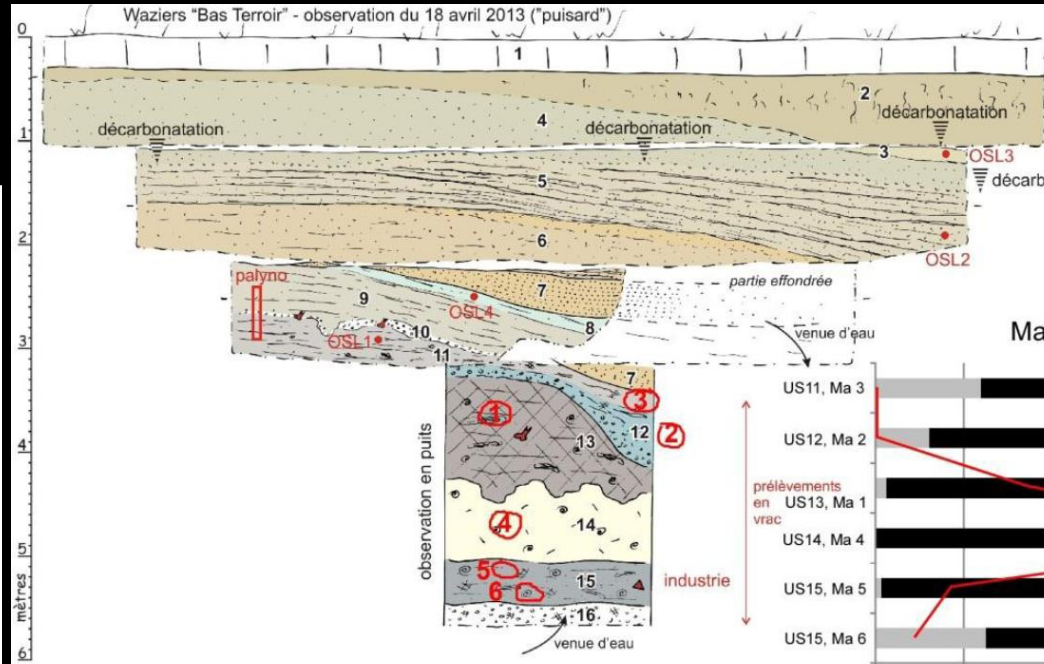 Waziers "Bas Terroir" - observation du 18 avril 2013 ("puisard")
0
1
2
4
décarbonatation
décarbonatation
décarbonatation
1
3
OSL3
5
décarb
2
6
OSL2
palyno
9
7
partie effondrée
OSL4
8
10
venue d'eau
OSL1
3
11
Ma
7
US11, Ma 3
1
3
12
2
US12, Ma 2
4
13
observation en puits
prélèvements
en
vrac
US13, Ma 1
4
14
US14, Ma 4
5
5
15
industrie
US15, Ma 5
6
mètres
16
venue d'eau
US15, Ma 6
6